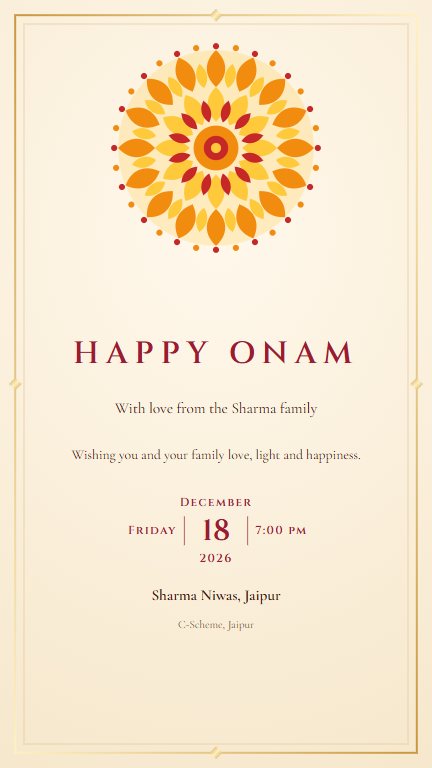 HAPPY ONAM
With love from the Sharma family
Wishing you and your family love, light and happiness.
December
Friday 18 7:00 PM
2026
Sharma Niwas, Jaipur
C-Scheme, Jaipur